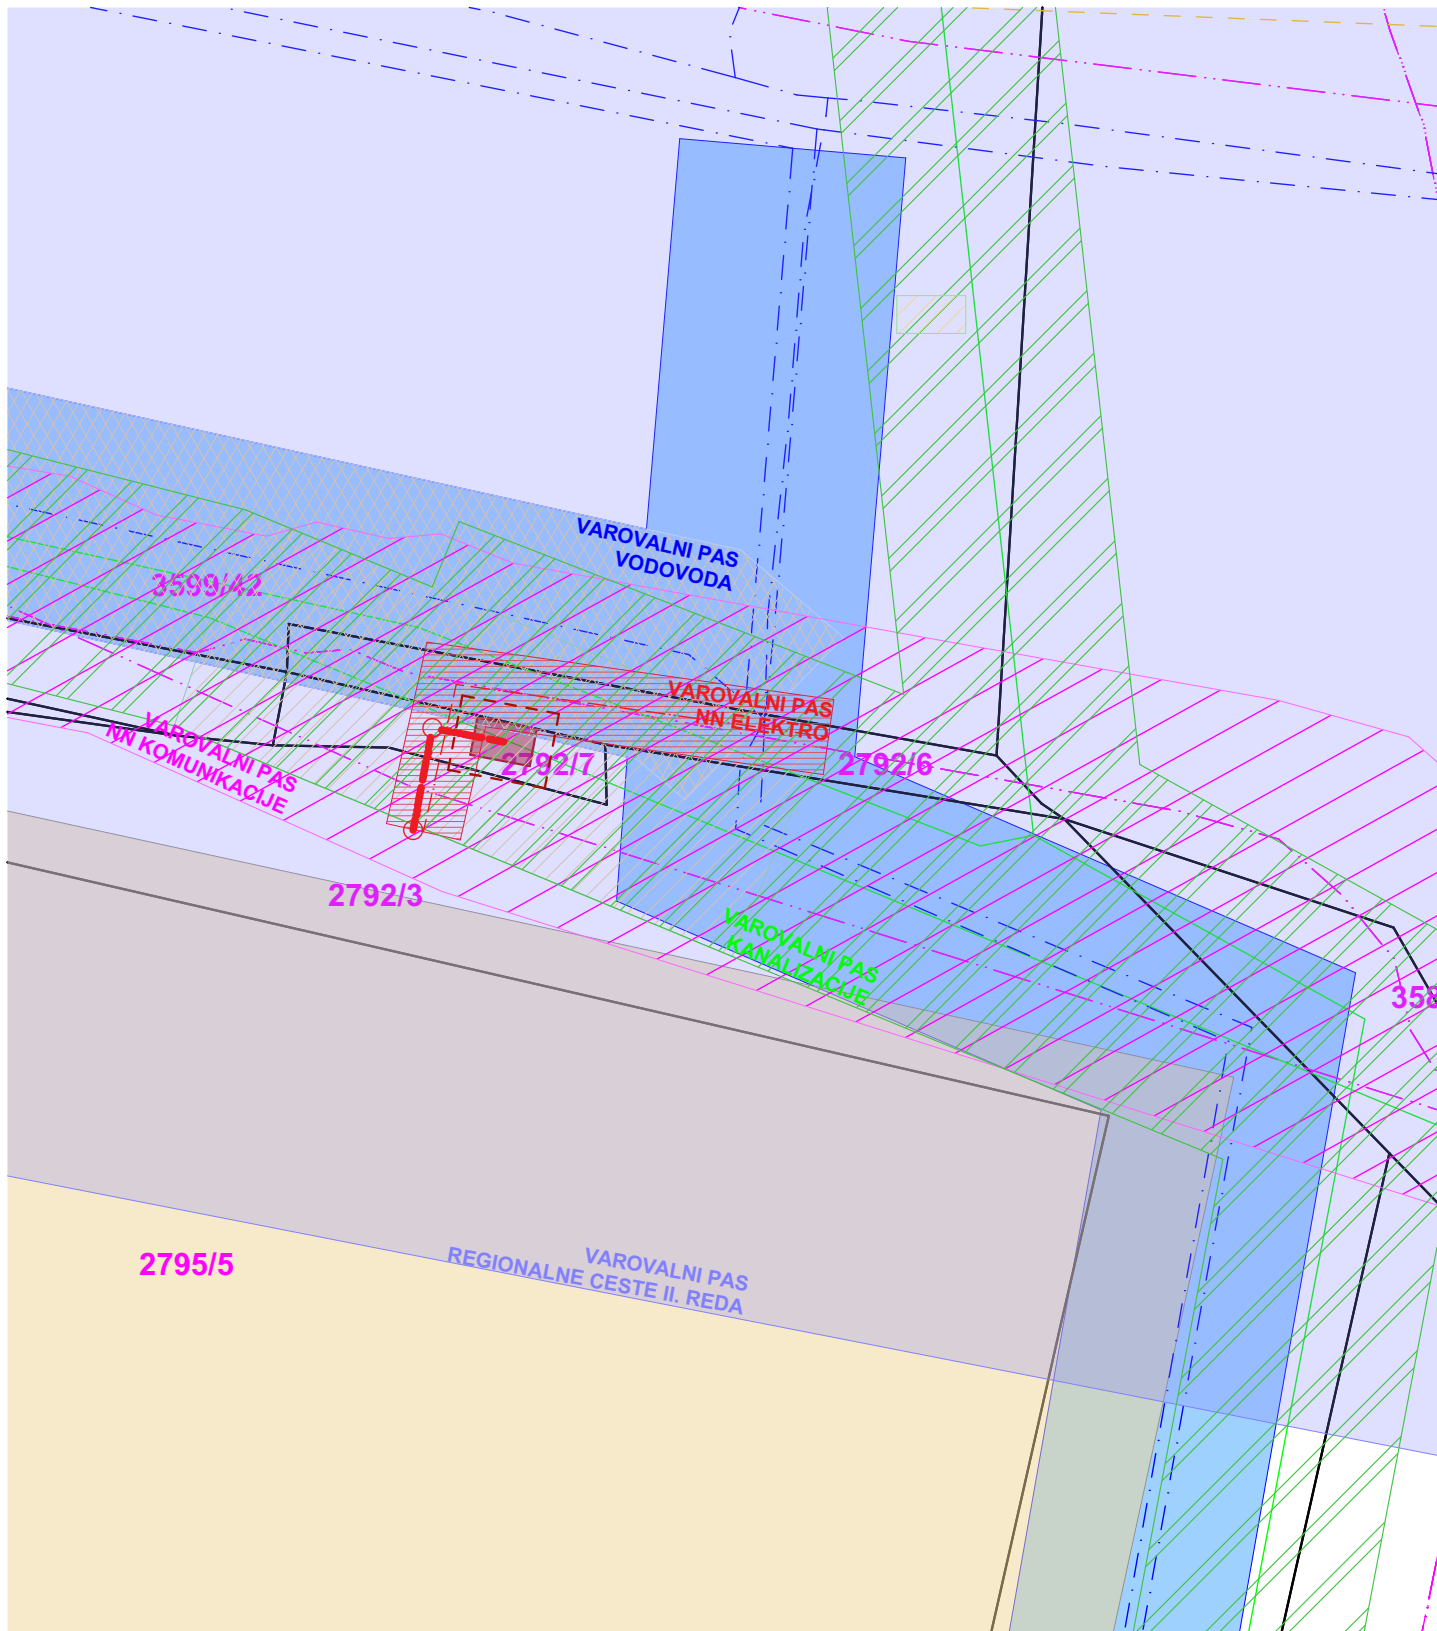 VAROVALNI PAS
VODOVODA
3599/42
VAROVALNI PAS
NN ELEKTRO
VAROVALNI PAS
NN KOMUNIKACIJE
2792/7
2792/6
2792/3
VAROVALNI PAS
KANALIZACIJE
358
2795/5
VAROVALNI PAS
REGIONALNE CESTE II. REDA